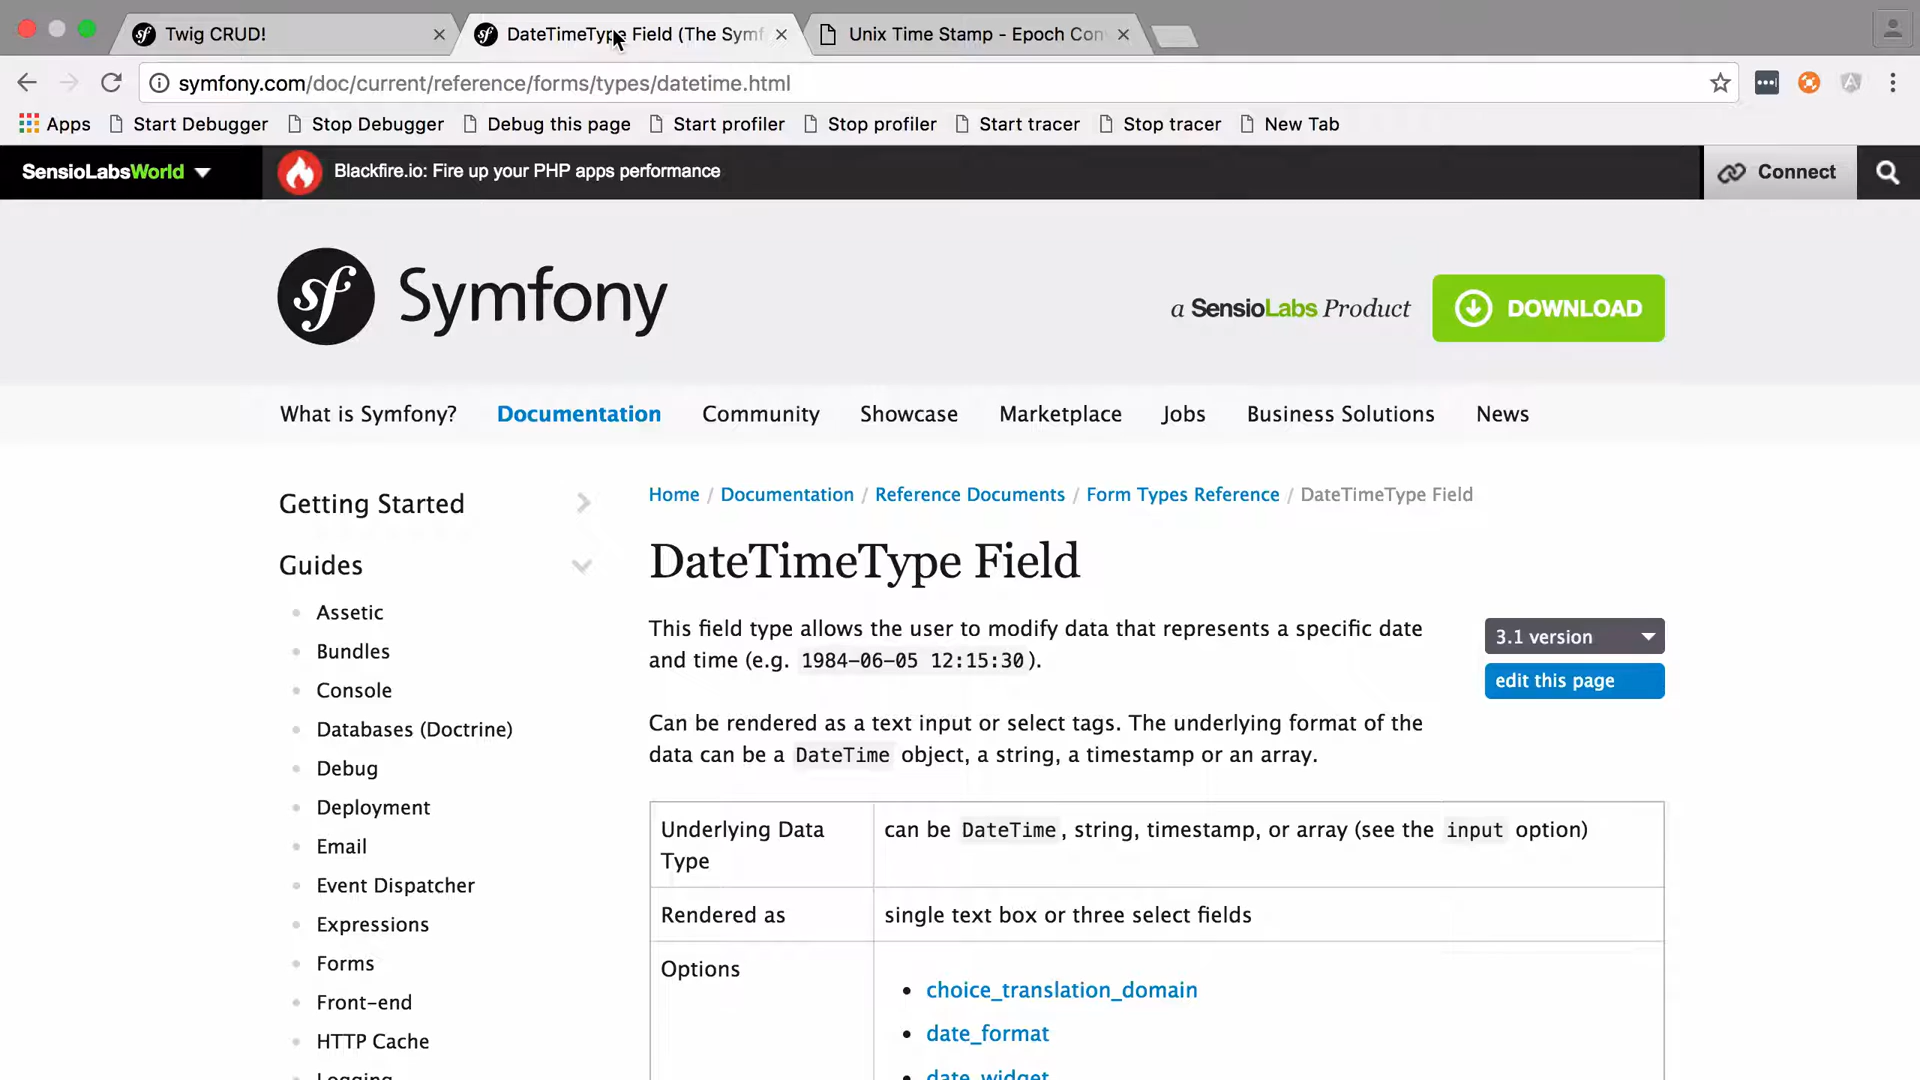 Twig CRUD!
DateTimeType Field (The Symf
Unix Time Stamp - Epoch Con
symfony.com/doc/current/reference/forms/types/datetime.html
Apps
Start Debugger
Stop Debugger
Debug this page
Start profiler
Stop profiler
Start tracer
Stop tracer
New Tab
SensioLabsWorld
Blackfire.io: Fire up your PHP apps performance
Connect
sf Symfony
a SensioLabs Product
DOWNLOAD
What is Symfony?
Documentation
Community
Showcase
Marketplace
Jobs
Business Solutions
News
Getting Started
Guides
Assetic
Bundles
Console
Databases (Doctrine)
Debug
Deployment
Email
Event Dispatcher
Expressions
Forms
Front-end
HTTP Cache
Logging
Home / Documentation / Reference Documents / Form Types Reference / DateTimeType Field
DateTimeType Field
This field type allows the user to modify data that represents a specific date
and time (e.g. 1984-06-05 12:15:30).
3.1 version
edit this page
Can be rendered as a text input or select tags. The underlying format of the
data can be a DateTime object, a string, a timestamp or an array.
Underlying Data
Type
can be DateTime, string, timestamp, or array (see the input option)
Rendered as
single text box or three select fields
Options
choice_translation_domain
date_format
date_widget